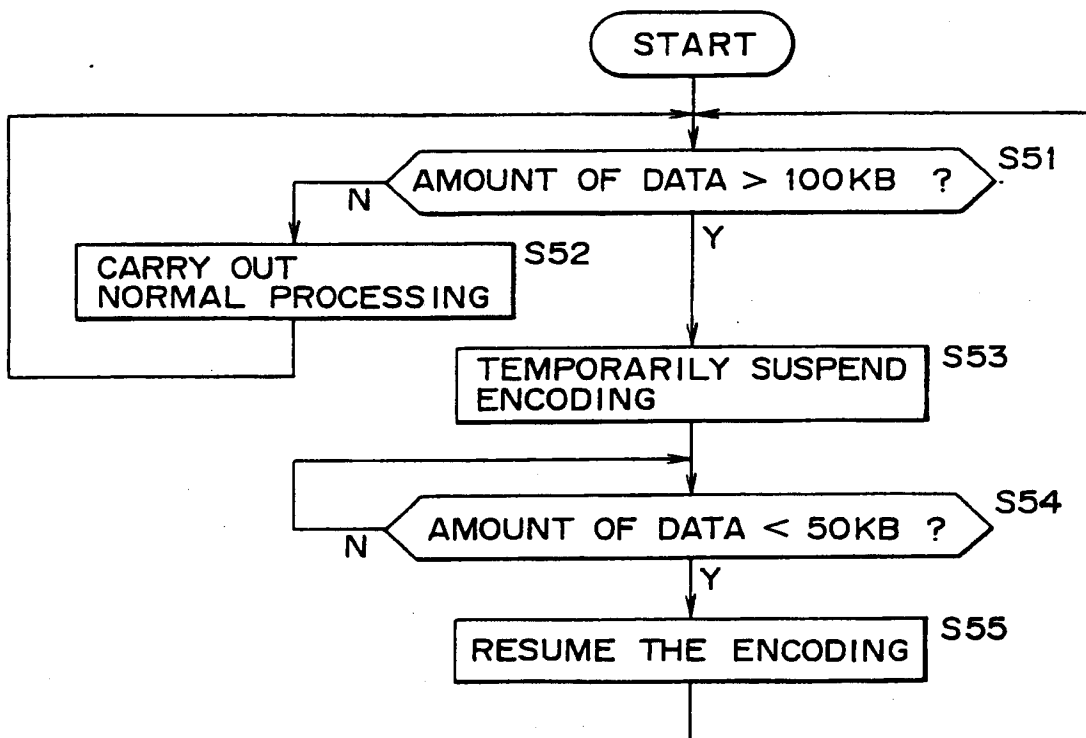 START
AMOUNT OF DATA > 100KB ?
S51
N
Y
CARRY OUT
NORMAL PROCESSING
S52
TEMPORARILY SUSPEND
ENCODING
S53
AMOUNT OF DATA < 50KB ?
S54
N
Y
RESUME THE ENCODING
S55